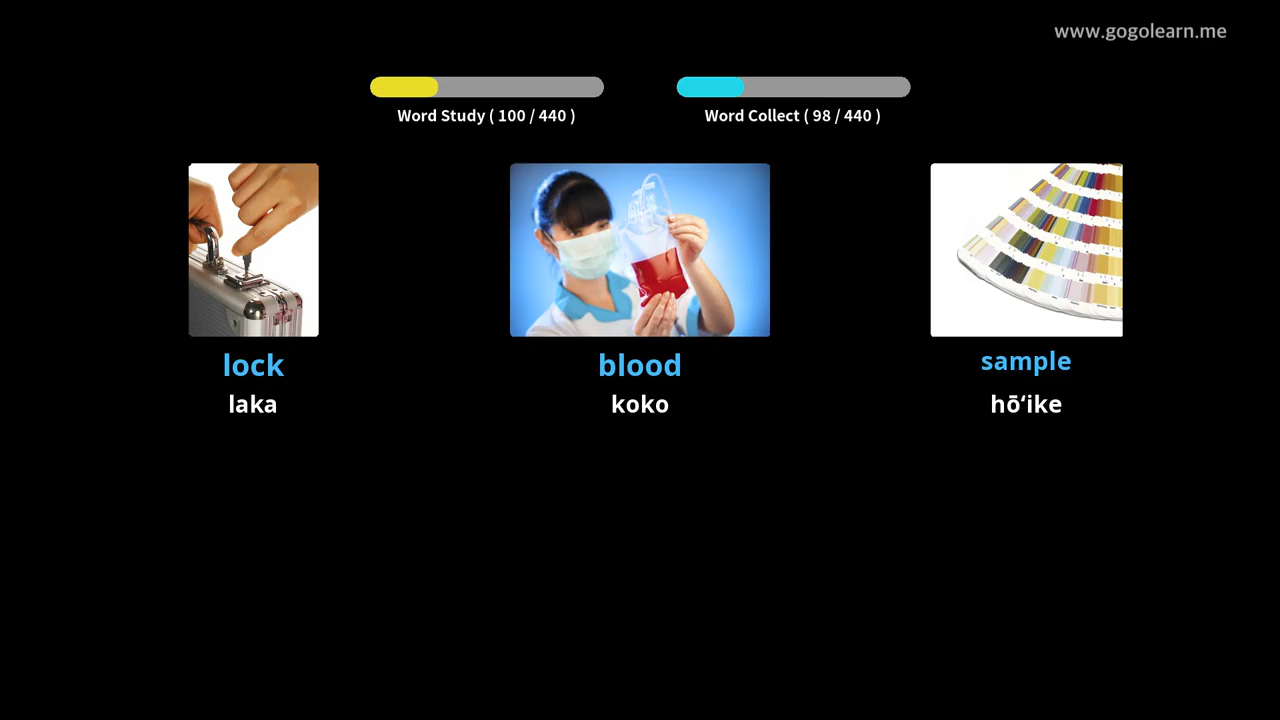 www.gogolearn.me
Word Study ( 100 / 440 )
Word Collect ( 98 / 440 )
lock
blood
sample
laka
koko
hōʻike